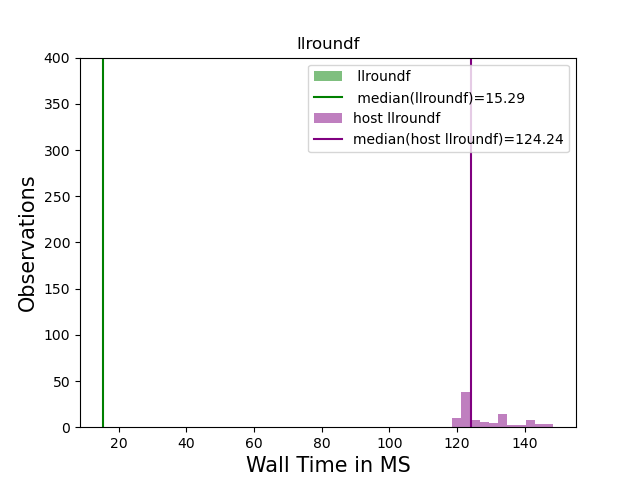 llroundf
400
350
300
250
200
150
100
50
0
Observations
llroundf
median(llroundf)=15.29
host llroundf
median(host llroundf)=124.24
20 40 60 80 100 120 140
Wall Time in MS